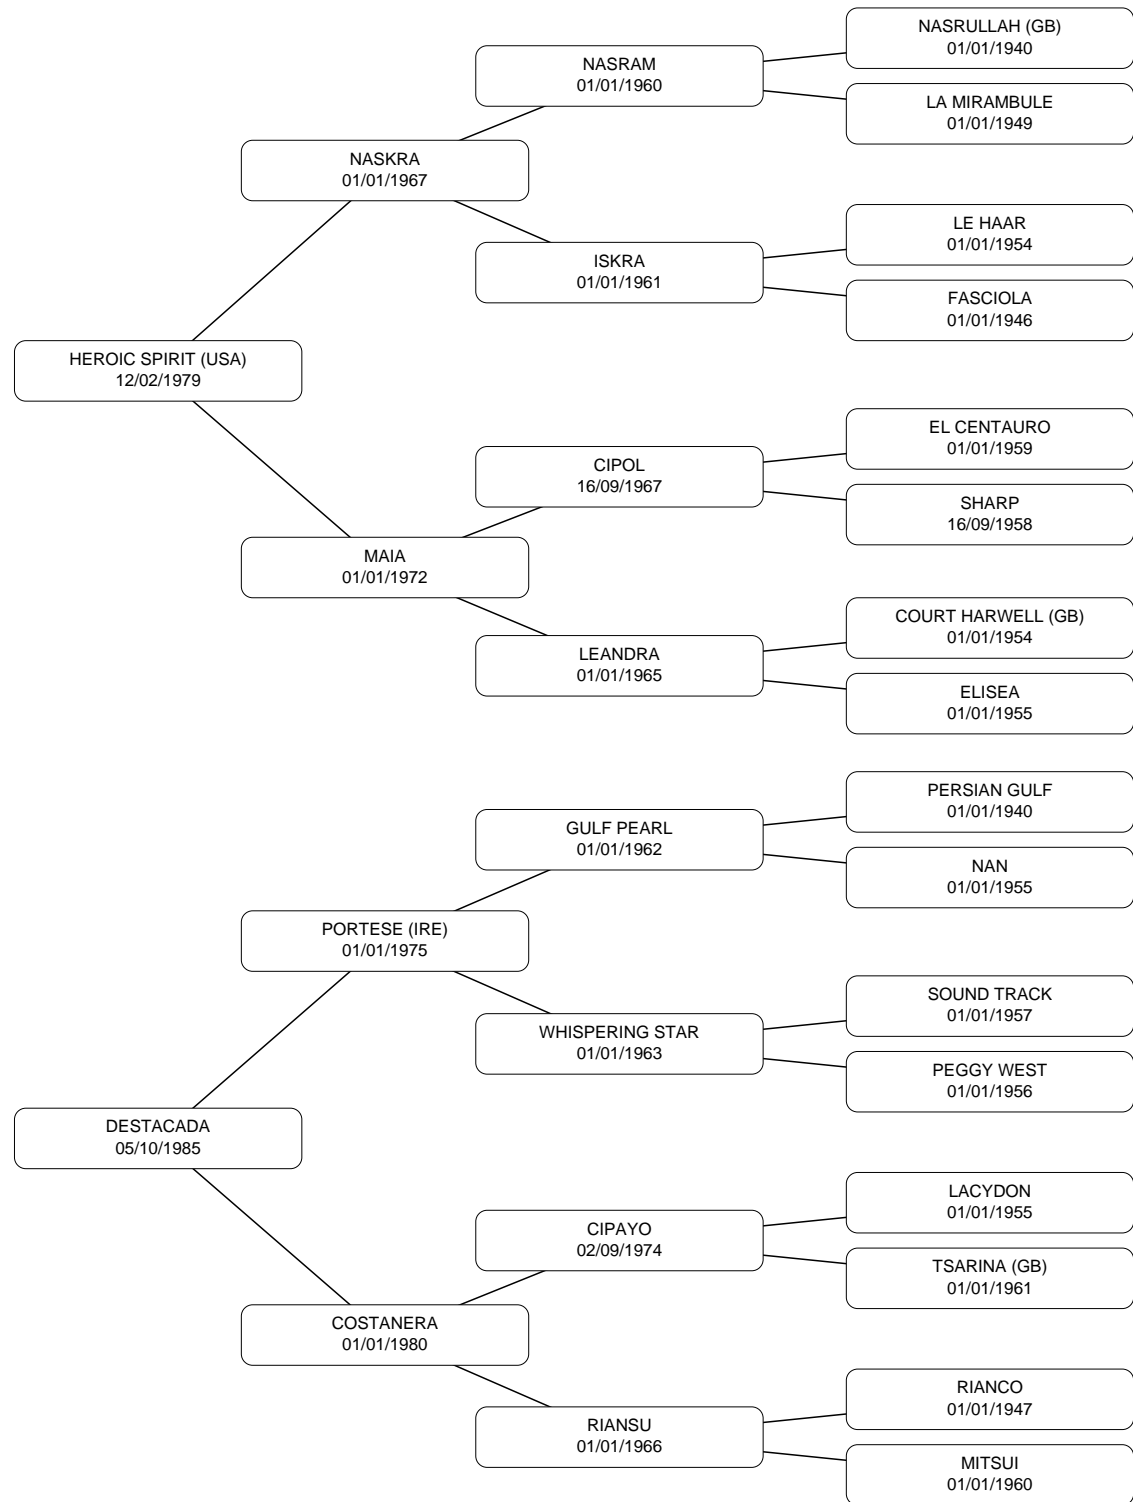 NASRULLAH (GB)
01/01/1940
NASRAM
01/01/1960
LA MIRAMBULE
01/01/1949
NASKRA
01/01/1967
LE HAAR
01/01/1954
ISKRA
01/01/1961
FASCIOLA
01/01/1946
HEROIC SPIRIT (USA)
12/02/1979
EL CENTAURO
01/01/1959
CIPOL
16/09/1967
SHARP
16/09/1958
MAIA
01/01/1972
COURT HARWELL (GB)
01/01/1954
LEANDRA
01/01/1965
ELISEA
01/01/1955
PERSIAN GULF
01/01/1940
GULF PEARL
01/01/1962
NAN
01/01/1955
PORTESE (IRE)
01/01/1975
SOUND TRACK
01/01/1957
WHISPERING STAR
01/01/1963
PEGGY WEST
01/01/1956
DESTACADA
05/10/1985
LACYDON
01/01/1955
CIPAYO
02/09/1974
TSARINA (GB)
01/01/1961
COSTANERA
01/01/1980
RIANCO
01/01/1947
RIANSU
01/01/1966
MITSUI
01/01/1960